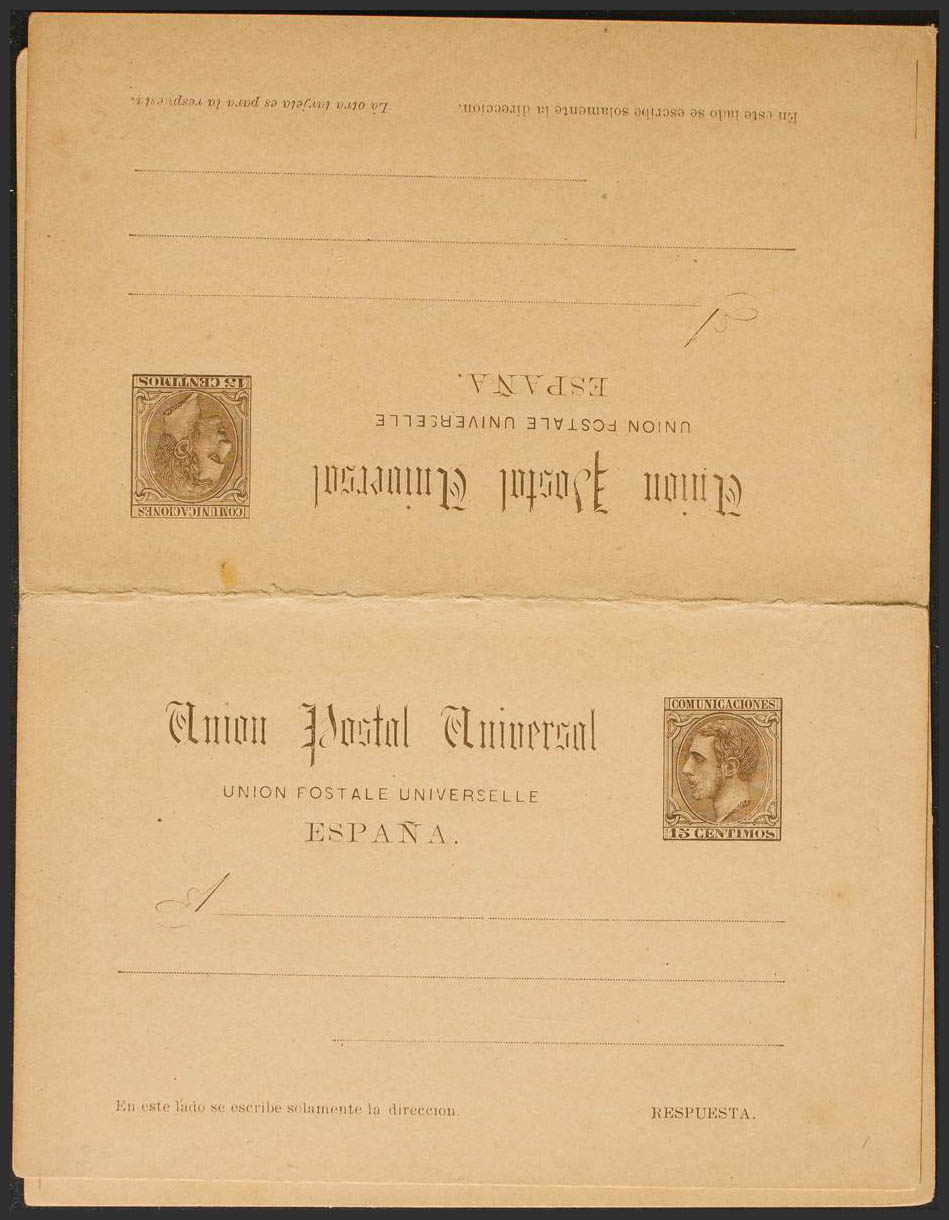 Union Postal Universal
UNION POSTALE UNIVERSELLE
ESPAÑA.
COMUNICACIONES
15 CENTIMOS
A
En este lado se escribe solamente la direccion.
La otra tarjeta es para la respuesta.
Union Postal Universal
UNION POSTALE UNIVERSELLE
ESPAÑA.
COMUNICACIONES
15 CENTIMOS
A
En este lado se escribe solamente la direccion.
RESPUESTA.